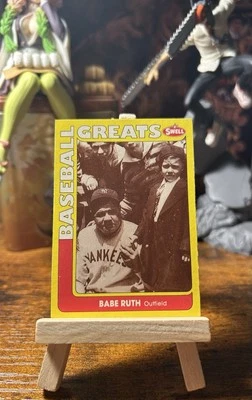 BASEBALL
GREATS
SWELL
YANKEES
BABE RUTH Outfield